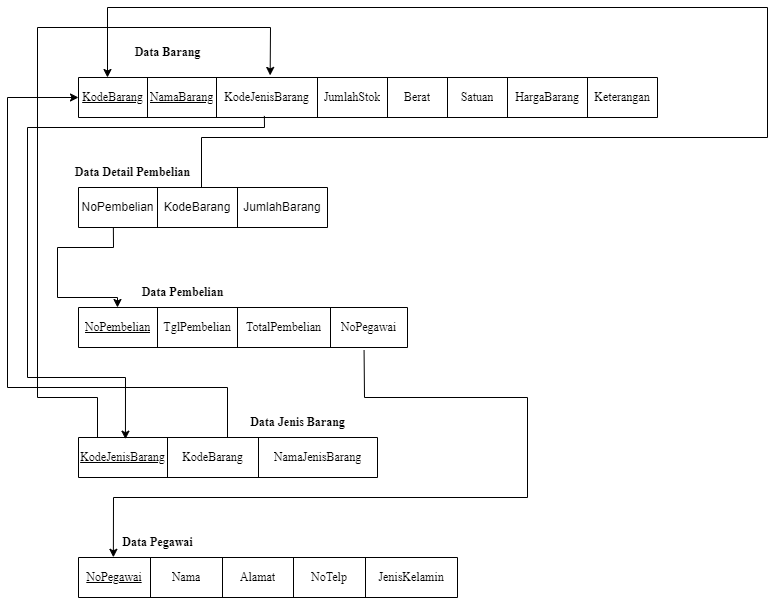 Data Barang
KodeBarang NamaBarang KodeJenisBarang JumlahStok Berat Satuan HargaBarang Keterangan
Data Detail Pembelian
NoPembelian KodeBarang JumlahBarang
Data Pembelian
NoPembelian TglPembelian TotalPembelian NoPegawai
Data Jenis Barang
KodeJenisBarang KodeBarang NamaJenisBarang
Data Pegawai
NoPegawai Nama Alamat NoTelp JenisKelamin